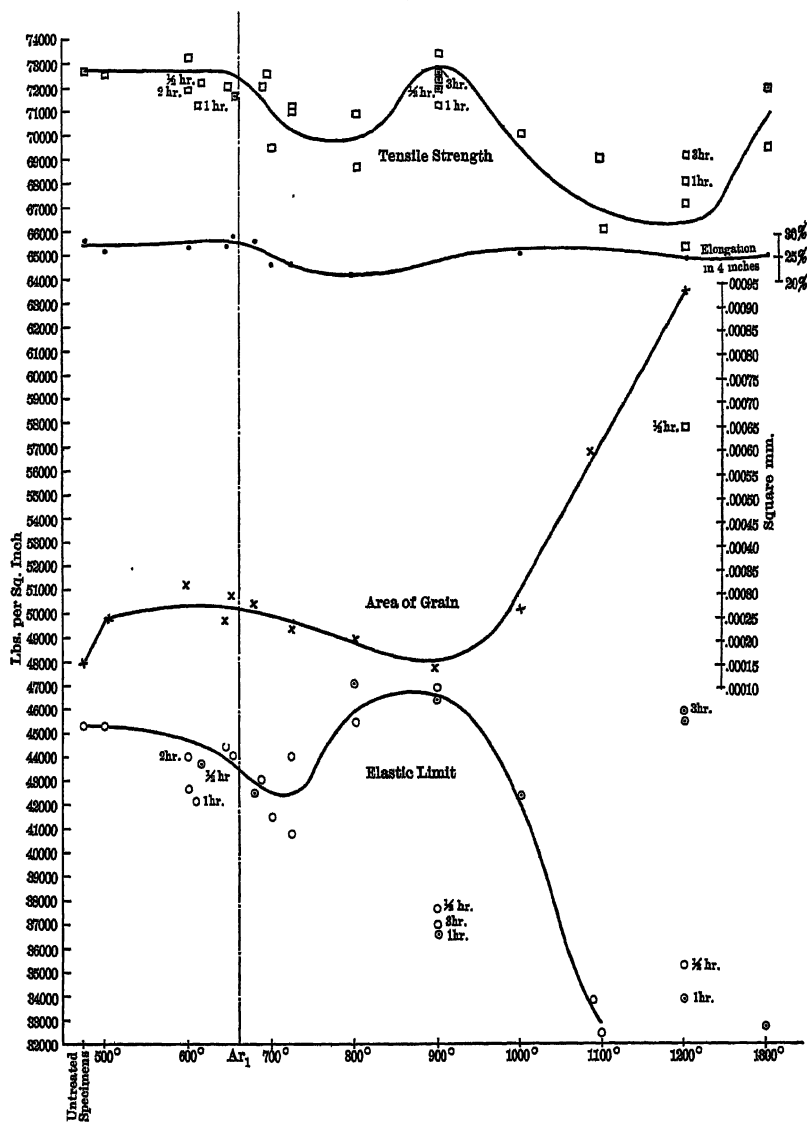 74000
73000
72000
71000
70000
69000
68000
67000
66000
65000
64000
63000
62000
61000
60000
59000
58000
57000
56000
55000
54000
53000
52000
51000
50000
49000
48000
47000
46000
45000
44000
43000
42000
41000
40000
39000
38000
37000
36000
35000
34000
33000
32000
Lbs. per Sq. Inch
½ hr.
2 hr.
1 hr.
½ hr.
3hr.
1 hr.
Tensile Strength
3hr.
1hr.
Elongation
in 4 inches
30%
25%
20%
.00095
.00090
.00085
.00080
.00075
.00070
.00065
.00060
.00055
.00050
.00045
.00040
.00035
.00030
.00025
.00020
.00015
.00010
Square mm.
½ hr.
Area of Grain
Elastic Limit
2hr.
½ hr
1hr.
3hr.
½ hr.
3hr.
1hr.
½ hr.
1hr.
Untreated
Specimens
500°
600°
Ar₁
700°
800°
900°
1000°
1100°
1200°
1300°